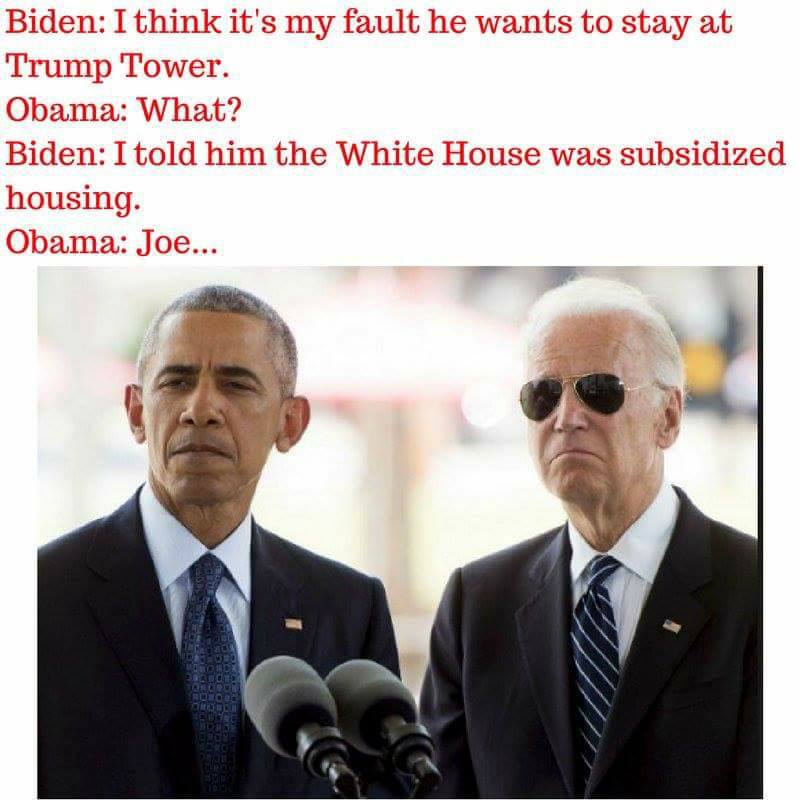 Biden: I think it's my fault he wants to stay at
Trump Tower.
Obama: What?
Biden: I told him the White House was subsidized
housing.
Obama: Joe...